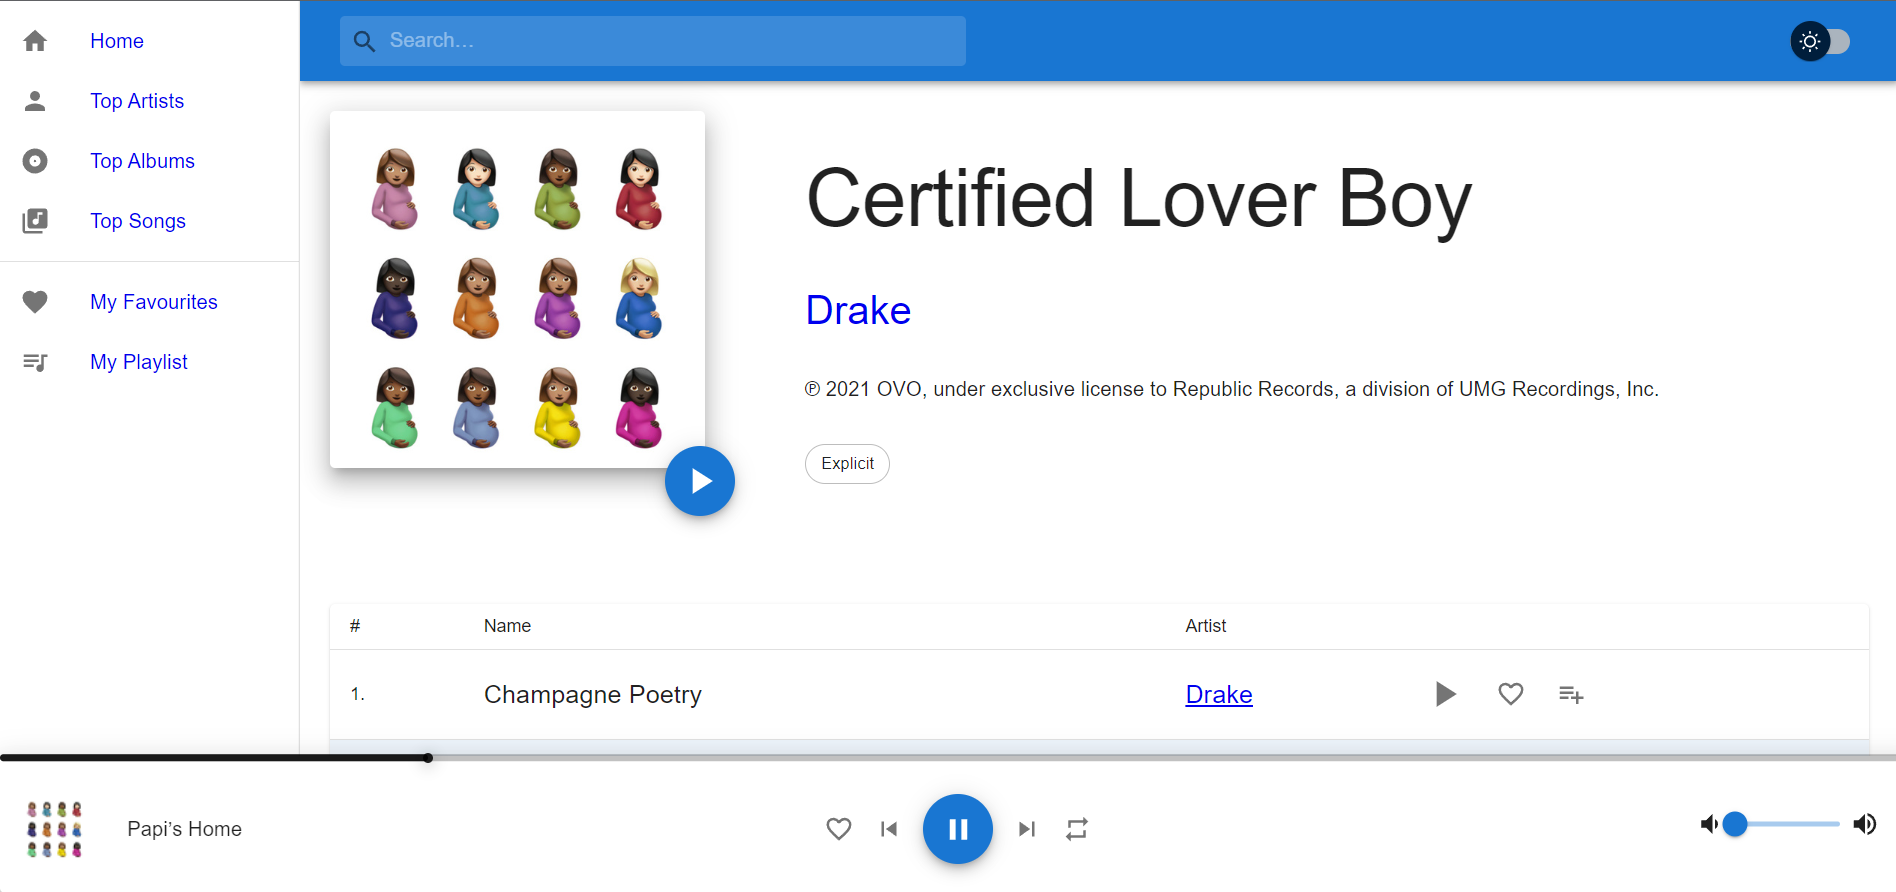 Home
Top Artists
Top Albums
Top Songs
My Favourites
My Playlist
Search...
Certified Lover Boy
Drake
℗ 2021 OVO, under exclusive license to Republic Records, a division of UMG Recordings, Inc.
Explicit
# Name Artist
1. Champagne Poetry Drake
Papi’s Home